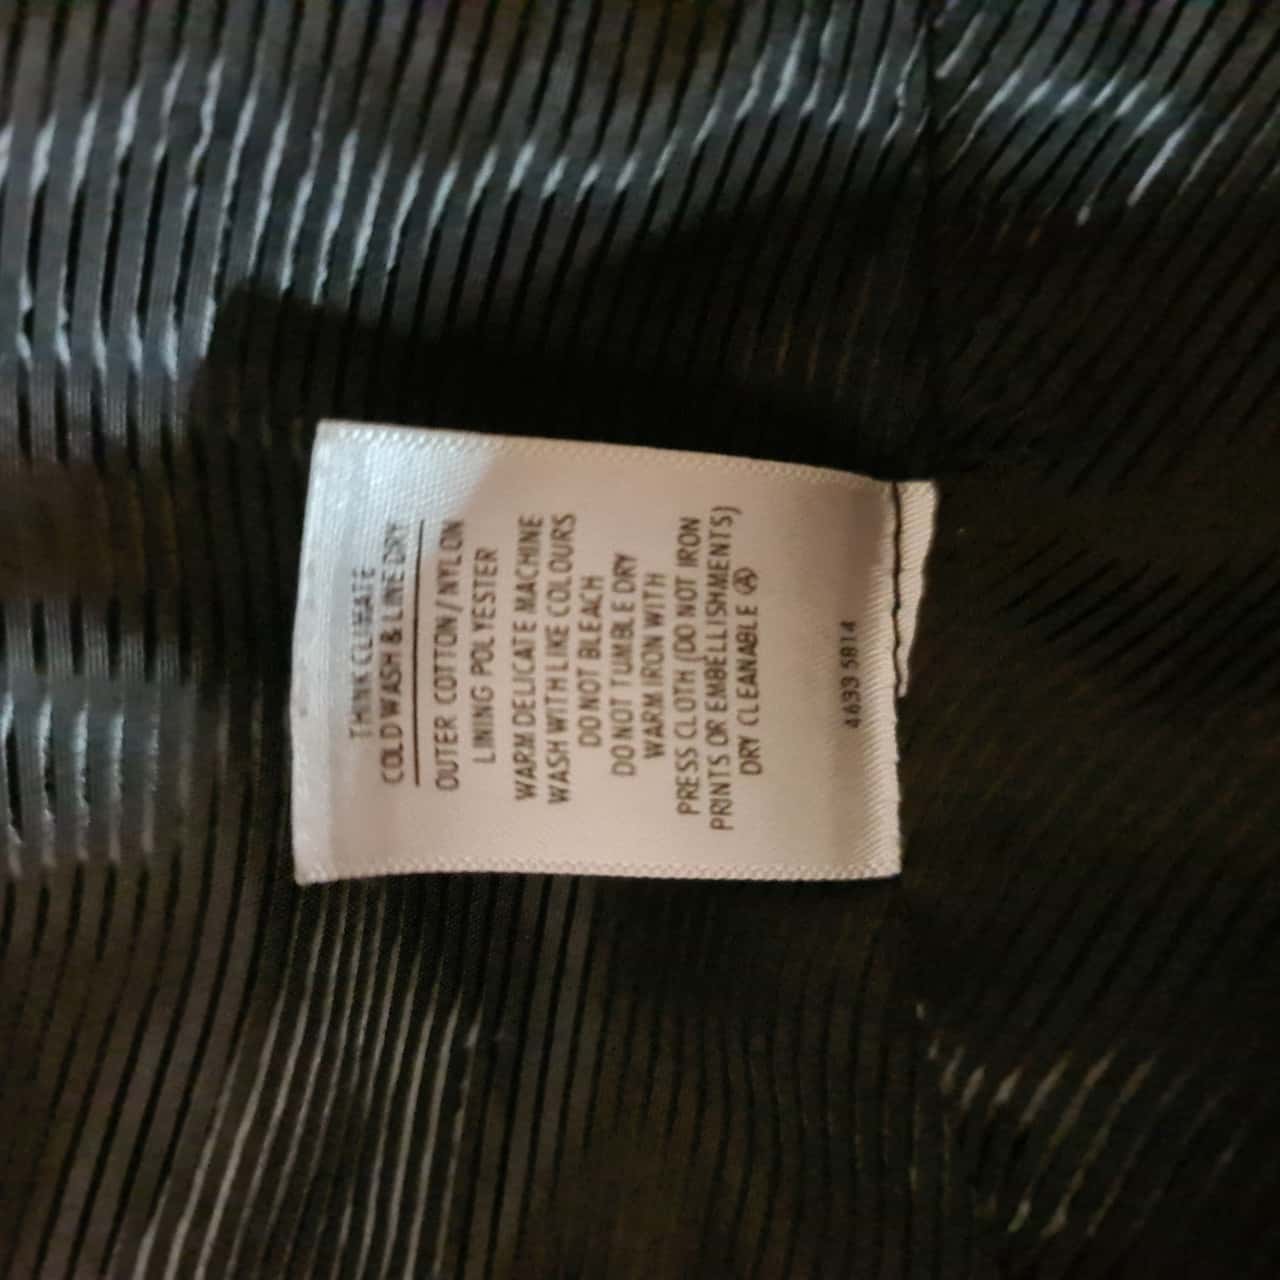 THINK CLIMATE
COLD WASH & LINE DRY
OUTER COTTON / NYLON
LINING POLYESTER
WARM DELICATE MACHINE
WASH WITH LIKE COLOURS
DO NOT BLEACH
DO NOT TUMBLE DRY
WARM IRON WITH
PRESS CLOTH (DO NOT IRON
PRINTS OR EMBELLISHMENTS)
DRY CLEANABLE Ⓐ
4633 5814